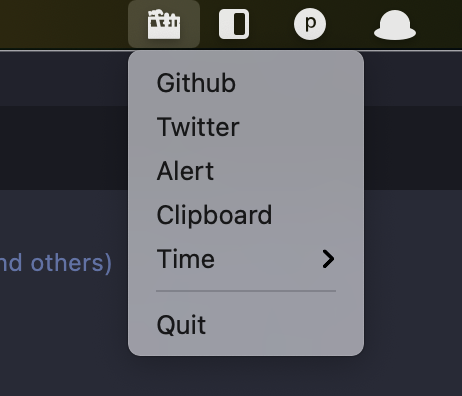 p
Github
Twitter
Alert
Clipboard
nd others)
Time
Quit